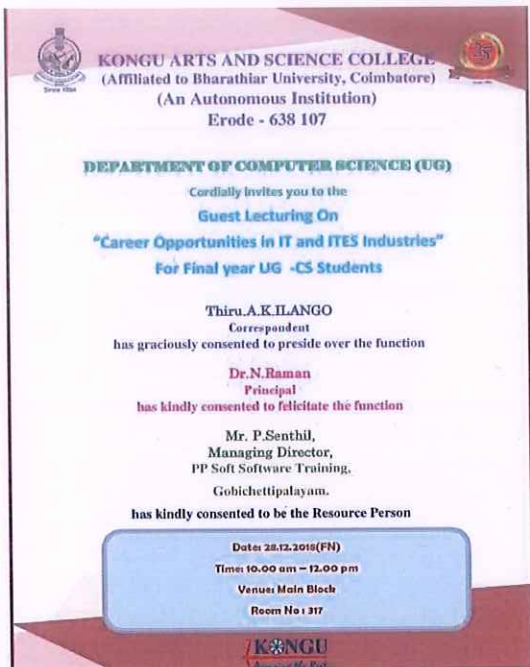 KONGU ARTS AND SCIENCE COLLEGE
(Affiliated to Bharathiar University, Coimbatore)
(An Autonomous Institution)
Erode - 638 107
Since 1994
DEPARTMENT OF COMPUTER SCIENCE (UG)
Cordially invites you to the
Guest Lecturing On
"Career Opportunities in IT and ITES Industries"
For Final year UG -CS Students
Thiru.A.K.ILANGO
Correspondent
has graciously consented to preside over the function
Dr.N.Raman
Principal
has kindly consented to felicitate the function
Mr. P.Senthil,
Managing Director,
PP Soft Software Training,
Gobichettipalayam.
has kindly consented to be the Resource Person
Date: 28.12.2018(FN)
Time: 10.00 am – 12.00 pm
Venue: Main Block
Room No : 317
KONGU